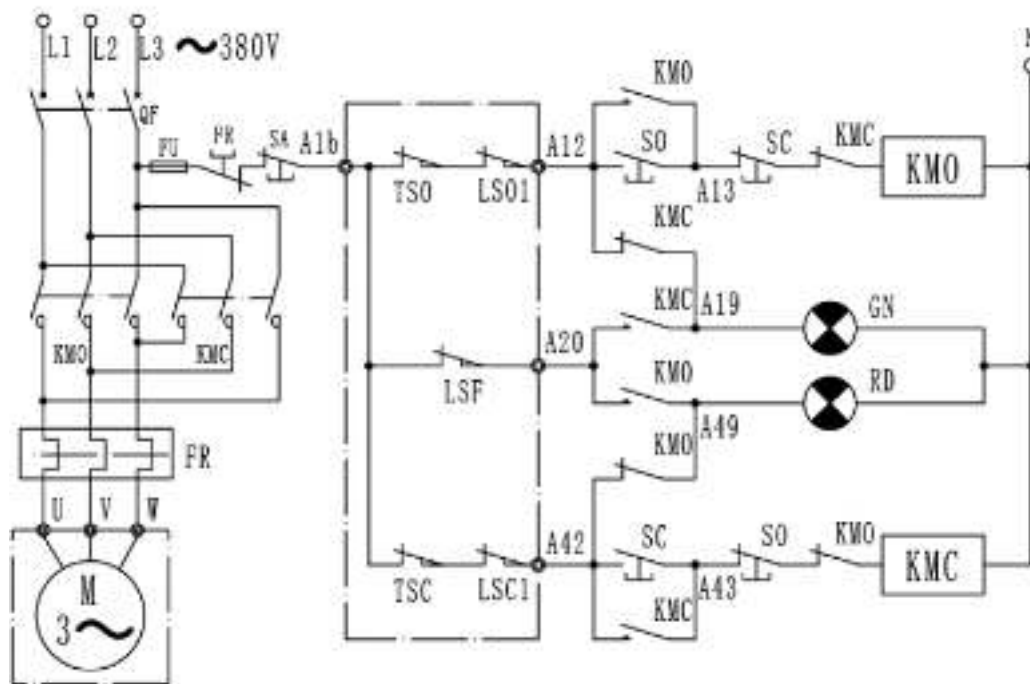 L1 L2 L3 ～380V
QF
FU FR SA A1b
KMO KMC
FR
U V W
M
3～
TSO LSO1 A12
LSF A20
TSC LSC1 A42
KMO
SO A13 SC KMC KMO
KMC
KMC A19 GN
KMO A49 RD
KMO
SC A43 SO KMO KMC
KMC